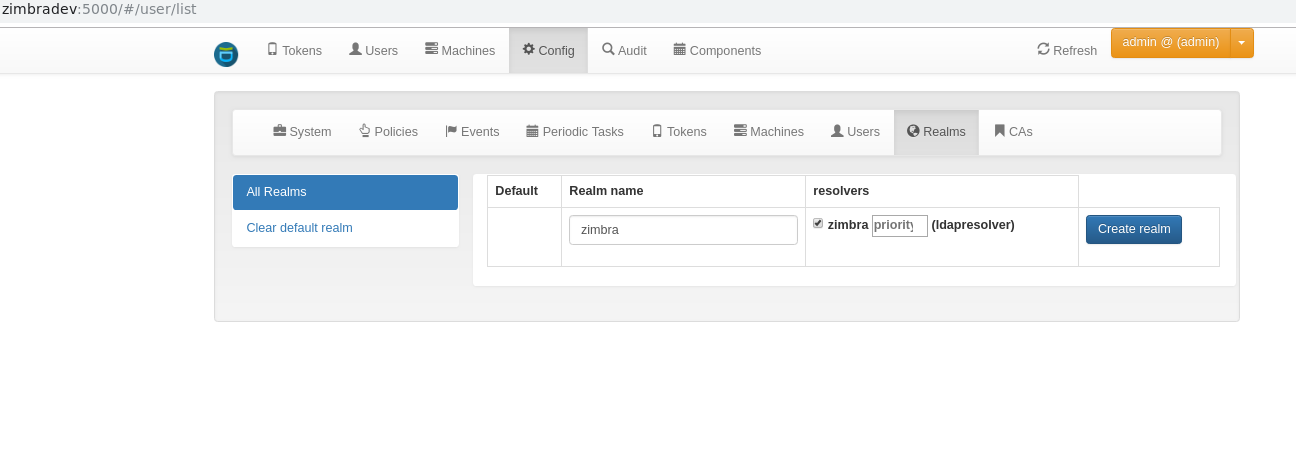 zimbradev:5000/#/user/list
Tokens Users Machines Config Audit Components Refresh admin @ (admin)
System Policies Events Periodic Tasks Tokens Machines Users Realms CAs
All Realms
Clear default realm
Default Realm name resolvers
zimbra zimbra priority (ldapresolver) Create realm